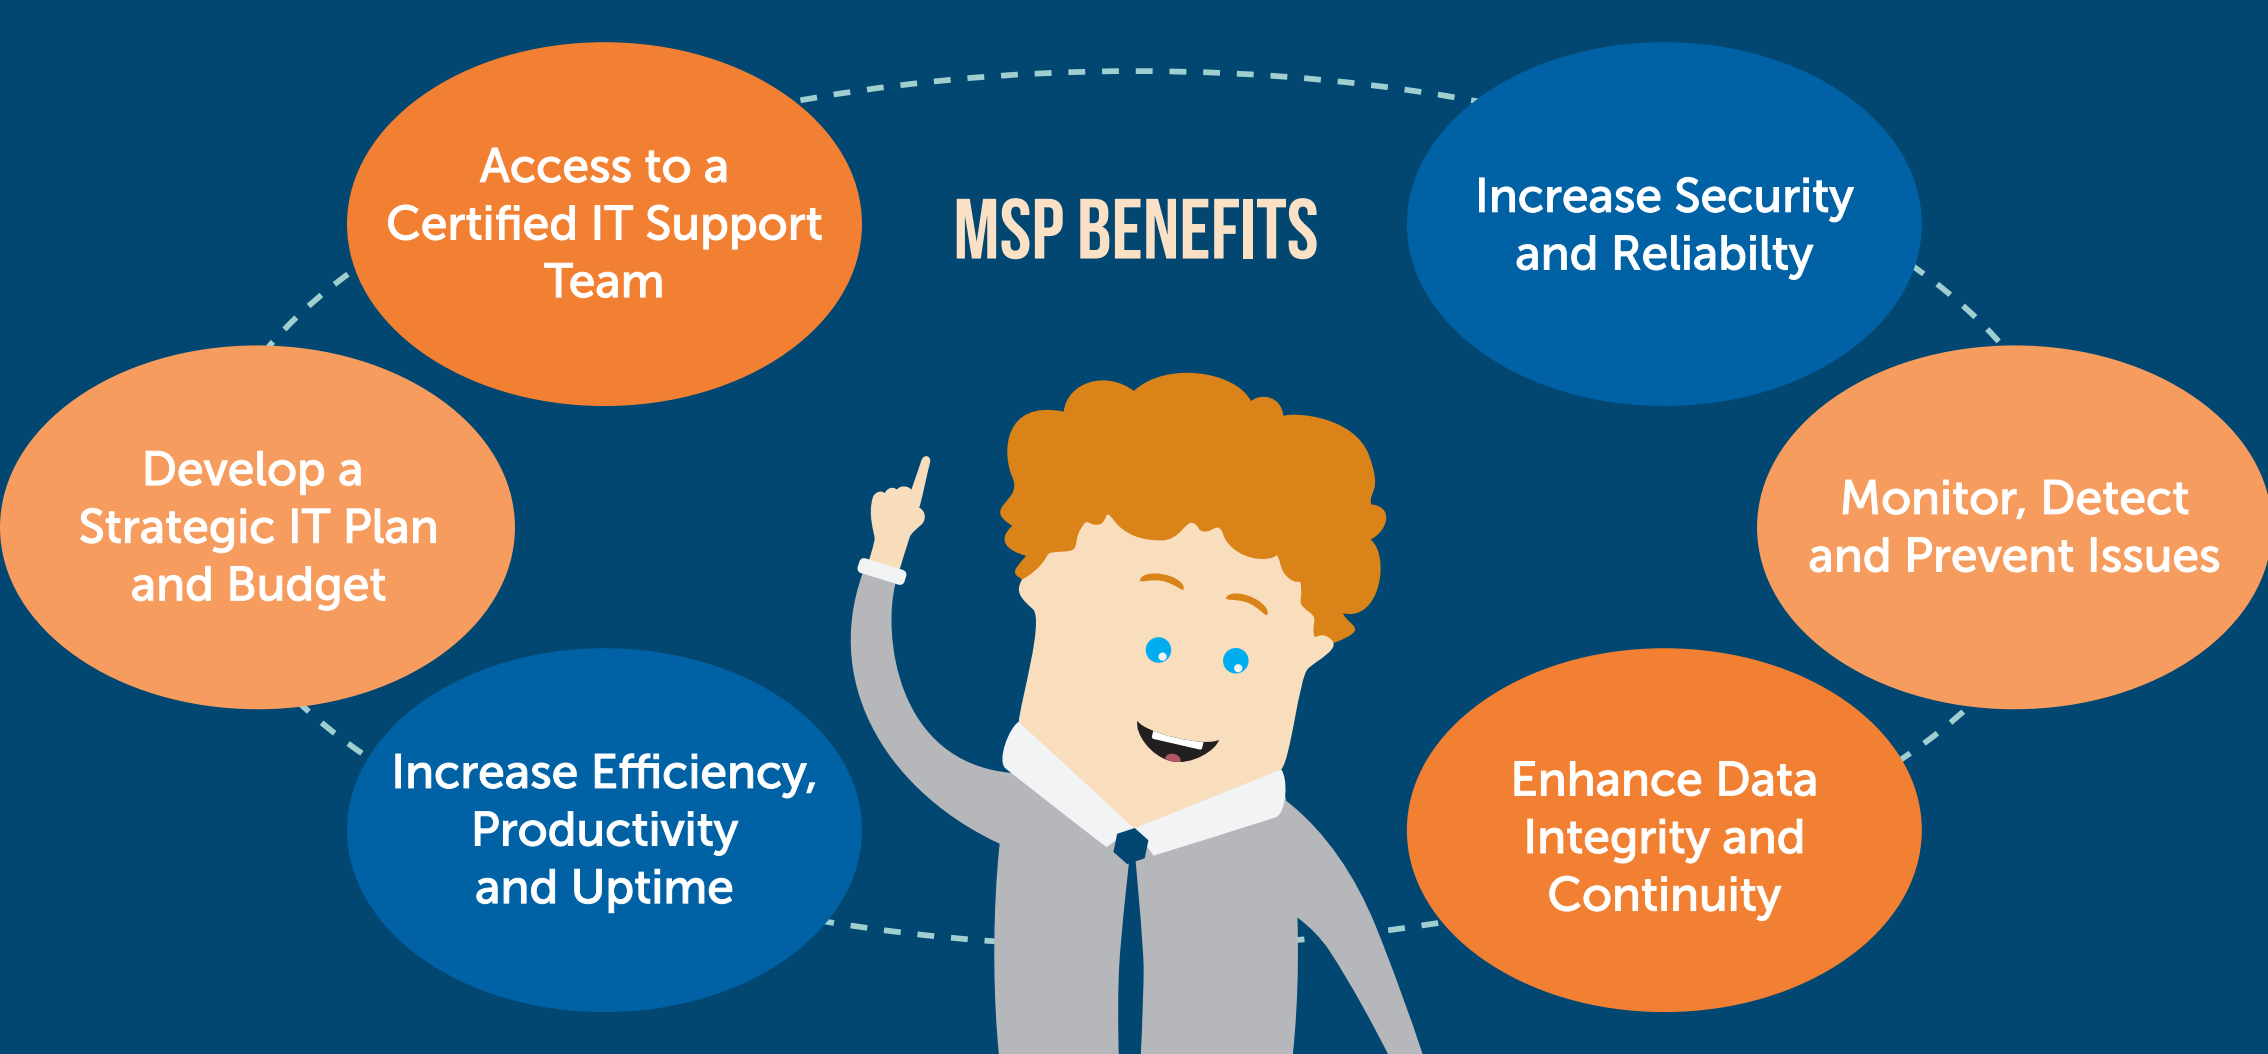 MSP BENEFITS
Access to a
Certified IT Support
Team
Increase Security
and Reliabilty
Develop a
Strategic IT Plan
and Budget
Monitor, Detect
and Prevent Issues
Increase Efficiency,
Productivity
and Uptime
Enhance Data
Integrity and
Continuity